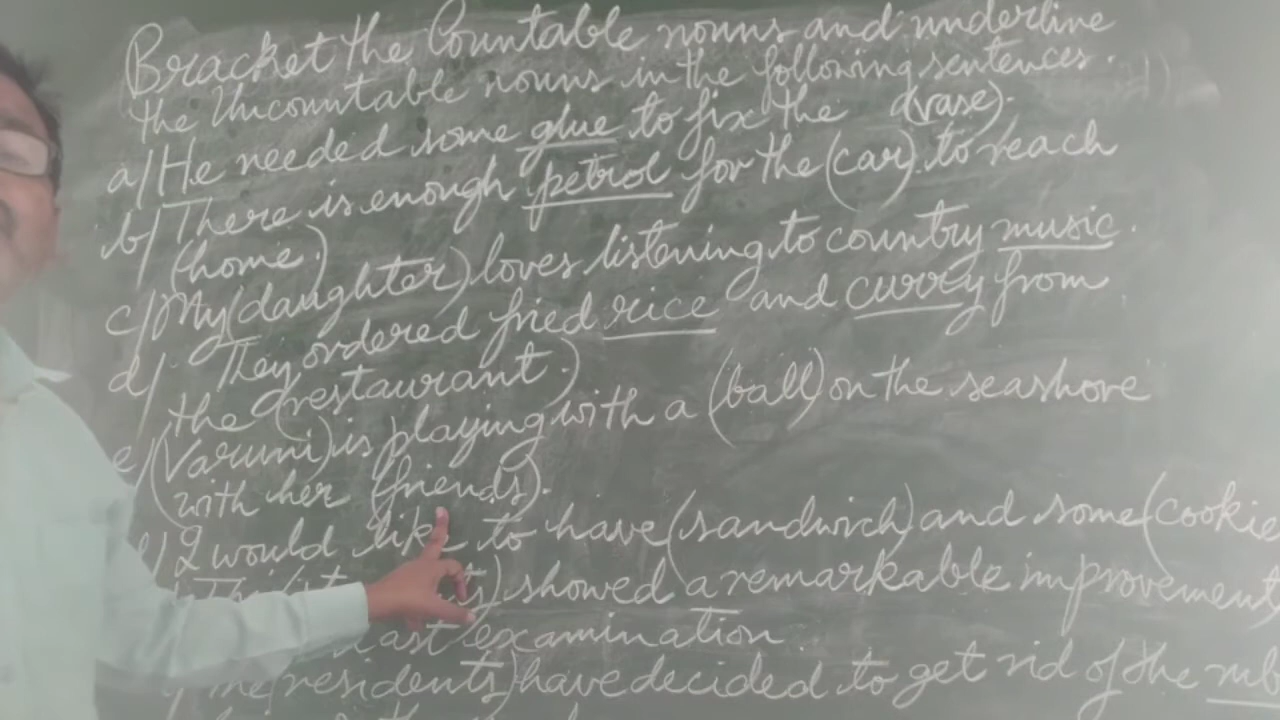 Bracket the Countable nouns and underline
the Uncountable nouns in the following sentences.
a) He needed some glue to fix the (vase).
b) There is enough petrol for the (car) to reach
(home.)
c) My (daughter) loves listening to country music.
d) They ordered fried rice and curry from
the (restaurant.)
e) (Varuni) is playing with a (ball) on the seashore
(with her (friends).
I would like to have (sandwich) and some (cookie
showed a remarkable improvement
examination
The (residents) have decided to get rid of the